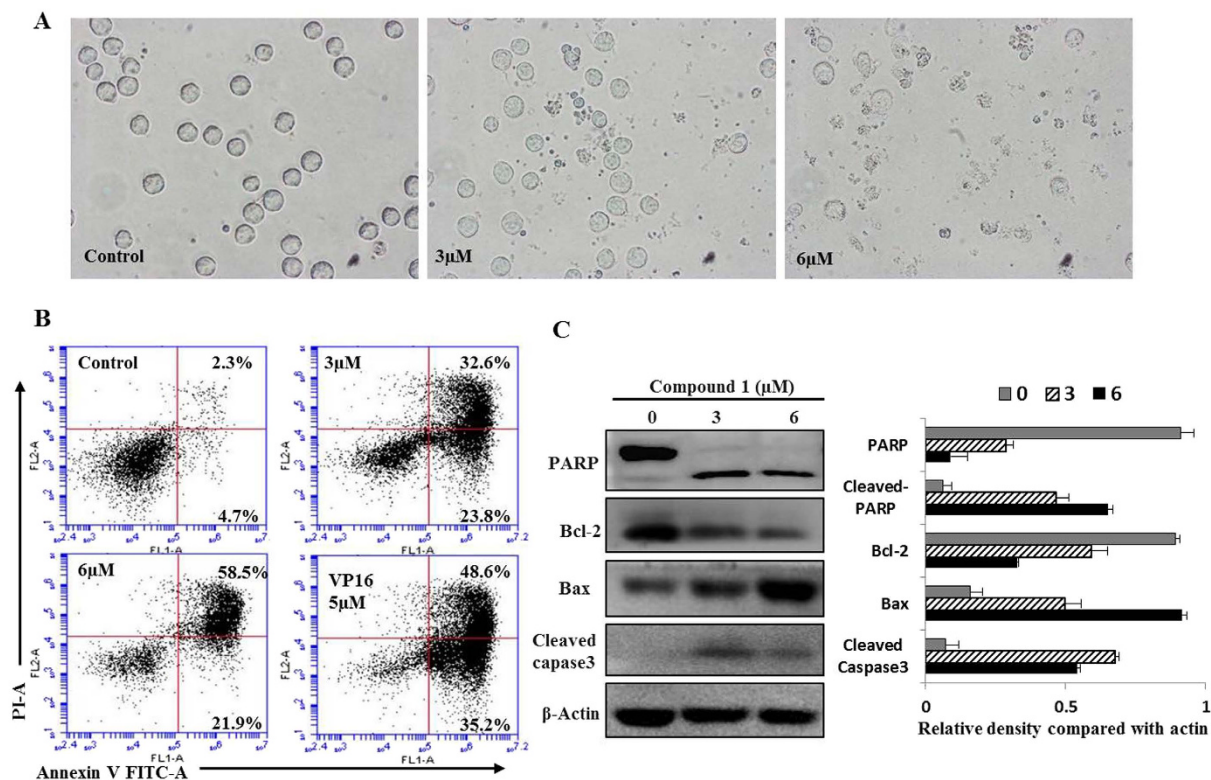 A
Control
3μM
6μM
B
Control
2.3%
4.7%
3μM
32.6%
23.8%
FL2-A
FL1-A
6μM
58.5%
21.9%
VP16
5μM
48.6%
35.2%
FL2-A
FL1-A
PI-A
Annexin V FITC-A
C
Compound 1 (μM)
0 3 6
PARP
Bcl-2
Bax
Cleaved
capase3
β-Actin
0 3 6
PARP
Cleaved-
PARP
Bcl-2
Bax
Cleaved
Caspase3
0 0.5 1
Relative density compared with actin